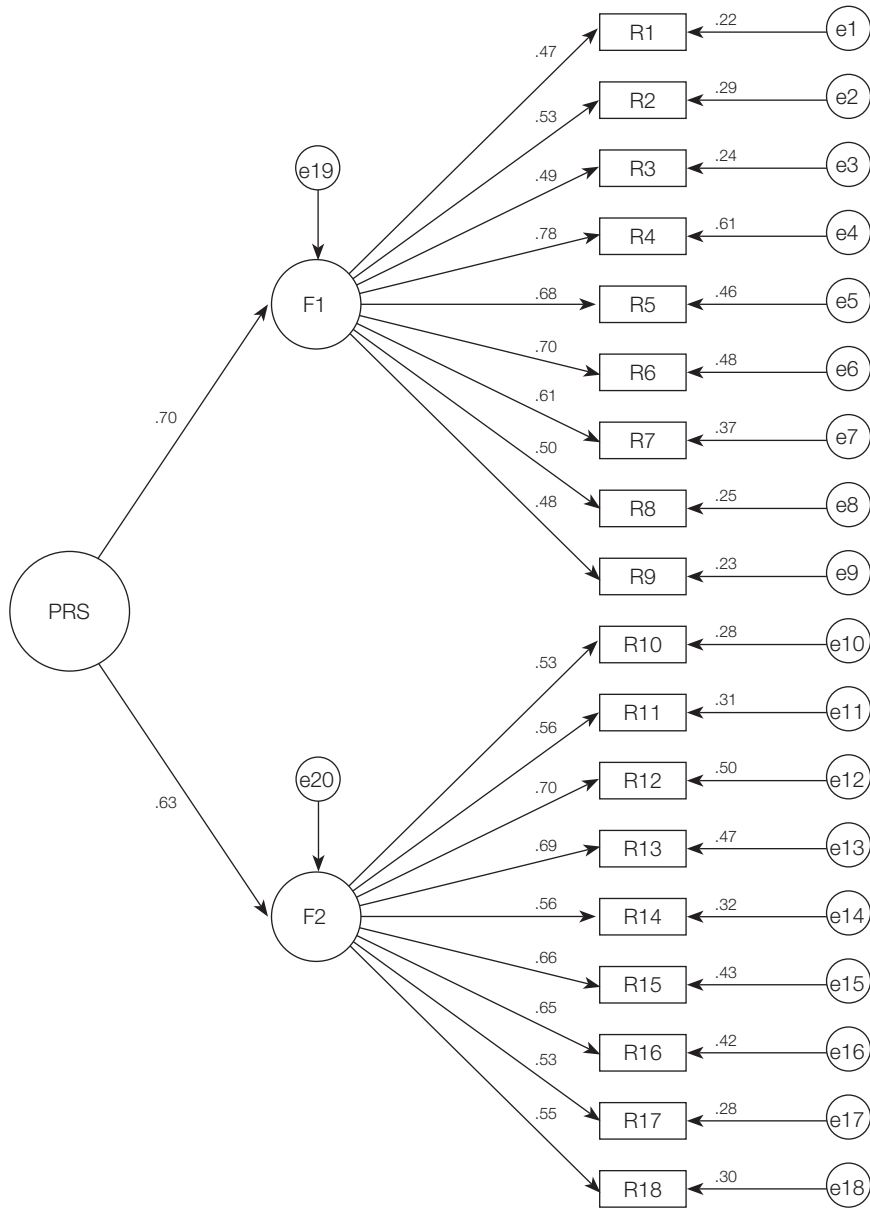 R1 .22 e1
.47
R2 .29 e2
.53
R3 .24 e3
e19
.49
R4 .61 e4
.78
F1 .68 R5 .46 e5
.70
R6 .48 e6
.61
.70
R7 .37 e7
.50
R8 .25 e8
.48
R9 .23 e9
PRS
R10 .28 e10
.53
R11 .31 e11
.56
e20
R12 .50 e12
.70
.63
R13 .47 e13
.69
F2 .56 R14 .32 e14
.66
R15 .43 e15
.65
R16 .42 e16
.53
R17 .28 e17
.55
R18 .30 e18